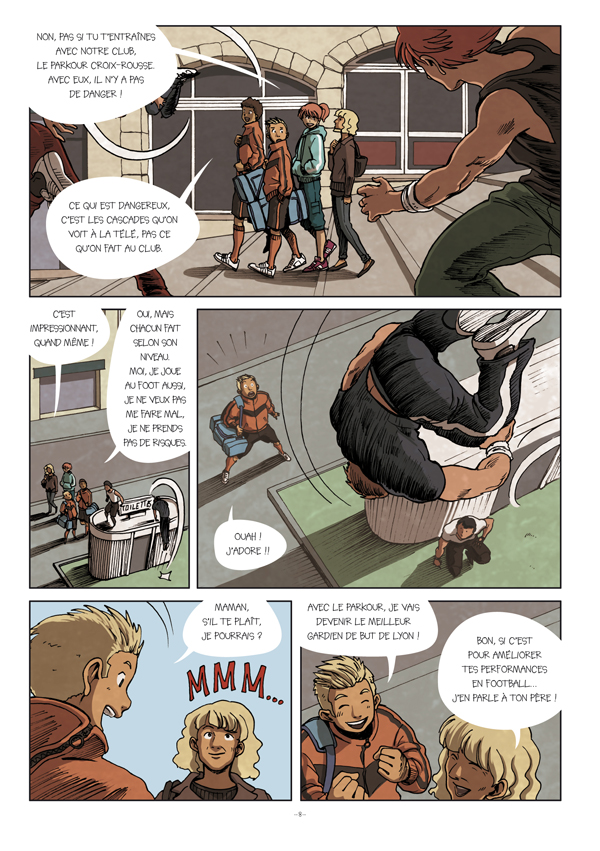 NON, PAS SI TU T'ENTRAÎNES
AVEC NOTRE CLUB,
LE PARKOUR CROIX-ROUSSE.
AVEC EUX, IL N'Y A PAS
DE DANGER !
CE QUI EST DANGEREUX,
C'EST LES CASCADES QU'ON
VOIT À LA TÉLÉ, PAS CE
QU'ON FAIT AU CLUB.
C'EST
IMPRESSIONNANT,
QUAND MÊME !
OUI, MAIS
CHACUN FAIT
SELON SON
NIVEAU.
MOI, JE JOUE
AU FOOT AUSSI,
JE NE VEUX PAS
ME FAIRE MAL,
JE NE PRENDS
PAS DE RISQUES.
TOILETTES
OUAH !
J'ADORE !!
MAMAN,
S'IL TE PLAÎT,
JE POURRAIS ?
MMM...
AVEC LE PARKOUR, JE VAIS
DEVENIR LE MEILLEUR
GARDIEN DE BUT DE LYON !
BON, SI C'EST
POUR AMÉLIORER
TES PERFORMANCES
EN FOOTBALL...
J'EN PARLE À TON PÈRE !
-8-